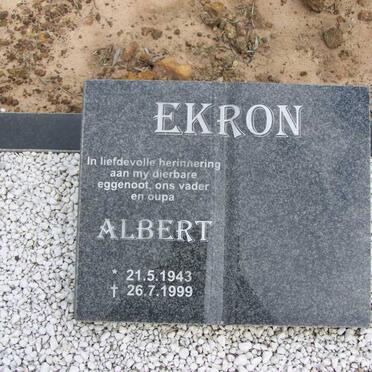 EKRON
In liefdevolle herinnering
aan my dierbare
eggenoot, ons vader
en oupa
ALBERT
* 21.5.1943
† 26.7.1999